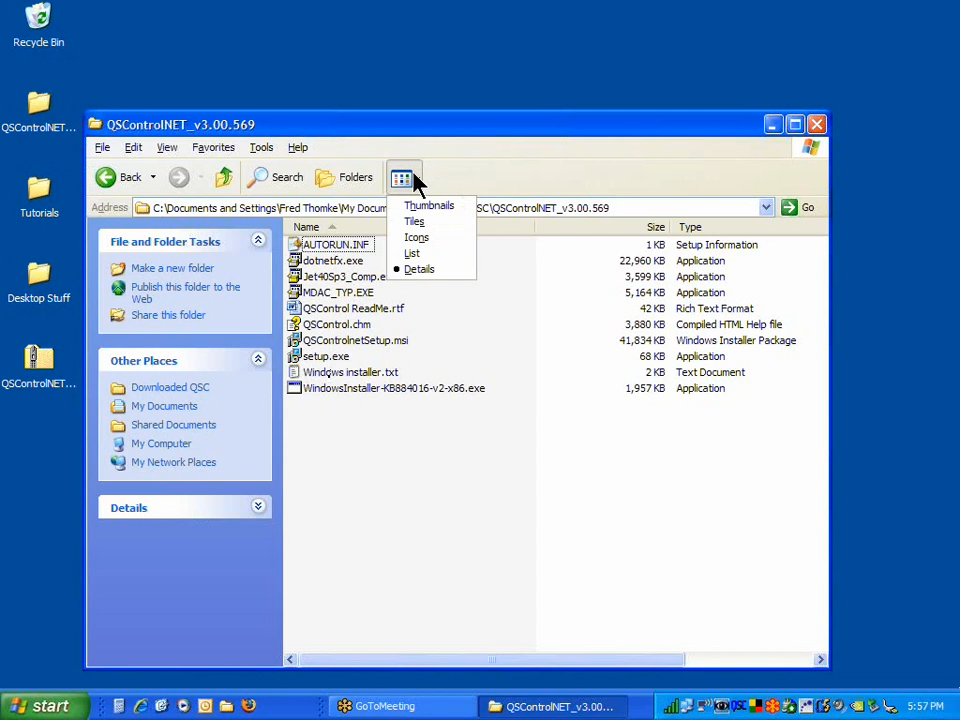 Recycle Bin
QSControlNET...
Tutorials
Desktop Stuff
QSControlNET...
QSControlNET_v3.00.569
File Edit View Favorites Tools Help
Back Search Folders
Address C:\Documents and Settings\Fred Thomke\My Docum SC\QSControlNET_v3.00.569 Go
Thumbnails
Tiles
Icons
List
Details
File and Folder Tasks
Make a new folder
Publish this folder to the
Web
Share this folder
Other Places
Downloaded QSC
My Documents
Shared Documents
My Computer
My Network Places
Details
Name Size Type
AUTORUN.INF 1 KB Setup Information
dotnetfx.exe 22,960 KB Application
Jet40Sp3_Comp.e 3,599 KB Application
MDAC_TYP.EXE 5,164 KB Application
QSControl ReadMe.rtf 42 KB Rich Text Format
QSControl.chm 3,880 KB Compiled HTML Help file
QSControlnetSetup.msi 41,834 KB Windows Installer Package
setup.exe 68 KB Application
Windows installer.txt 2 KB Text Document
WindowsInstaller-KB884016-v2-x86.exe 1,957 KB Application
start GoToMeeting QSControlNET_v3.00... QSC 5:57 PM